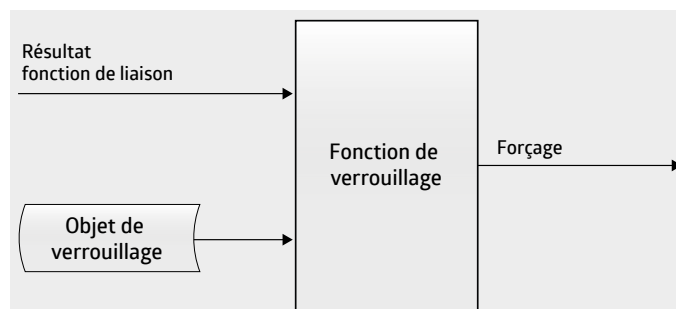 Résultat
fonction de liaison
Fonction de
verrouillage
Forçage
Objet de
verrouillage